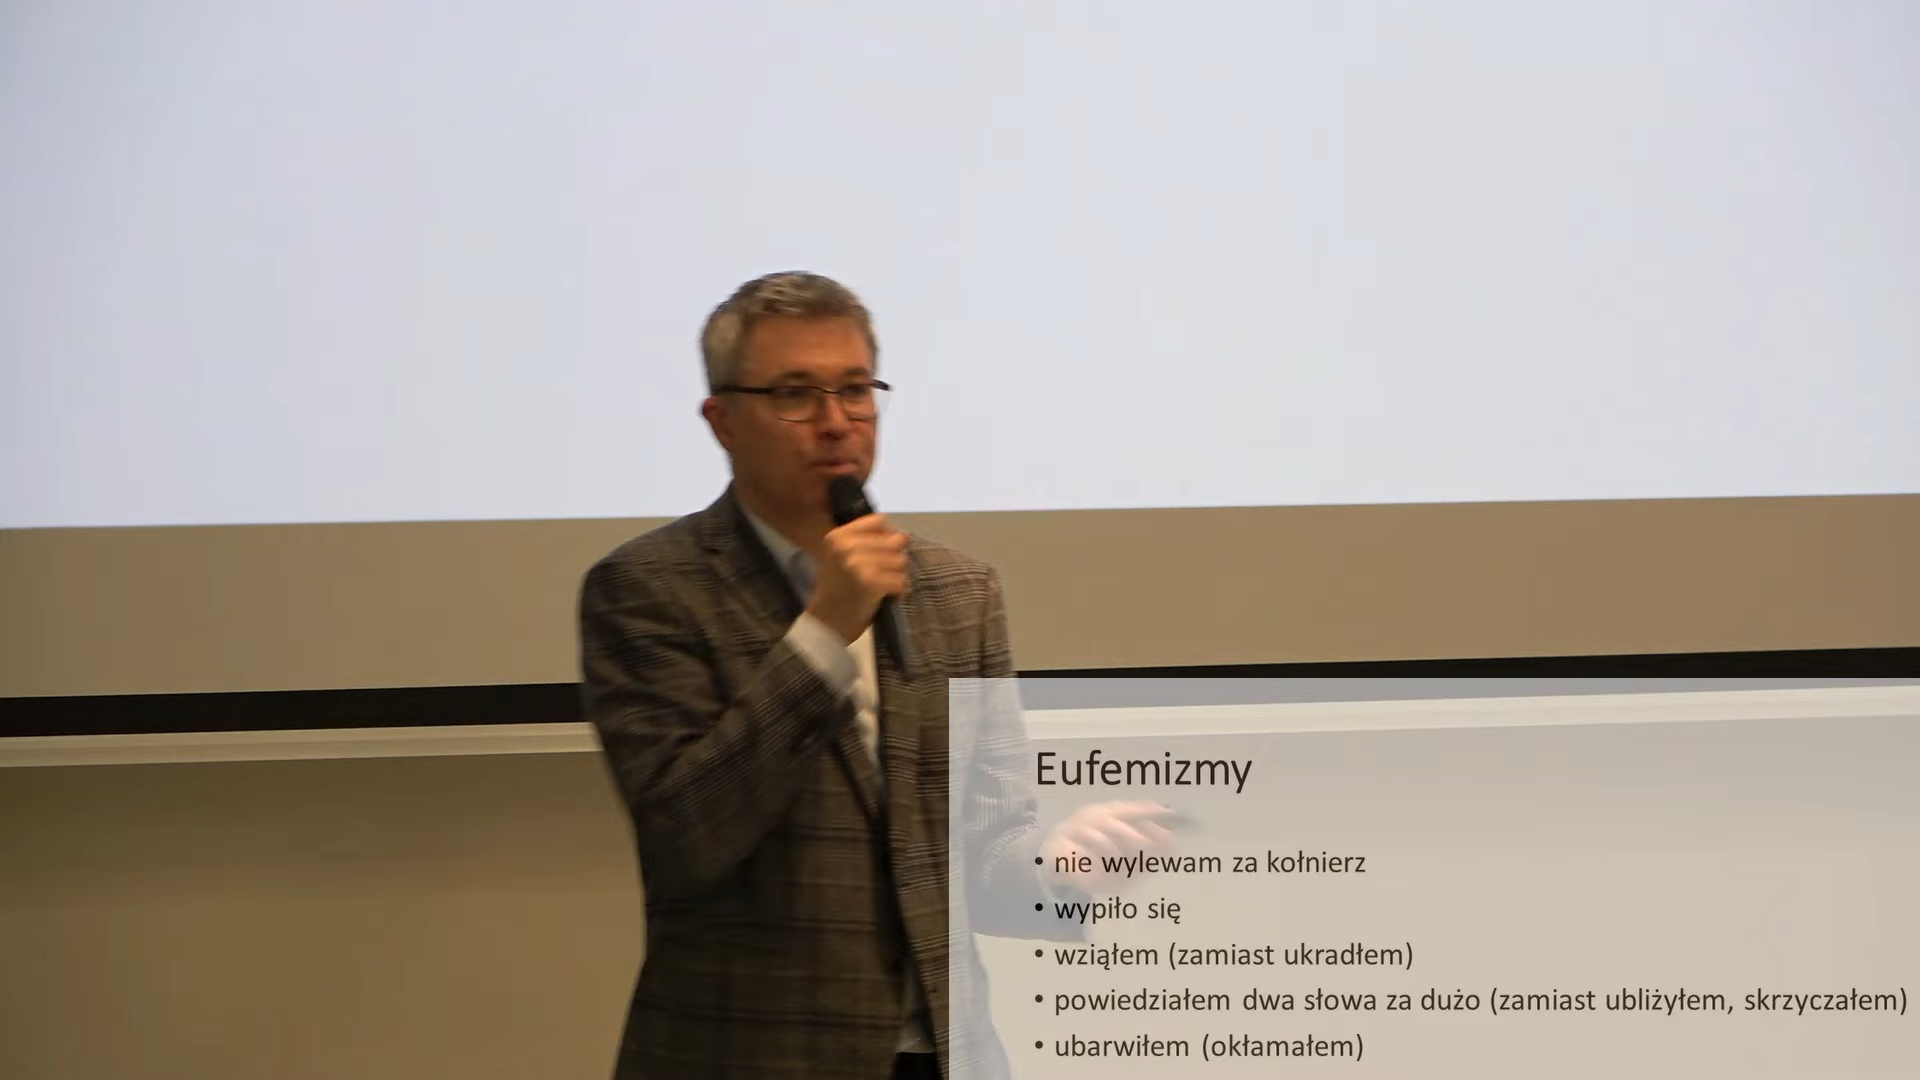 Eufemizmy
• nie wylewam za kołnierz
• wypiło się
• wziąłem (zamiast ukradłem)
• powiedziałem dwa słowa za dużo (zamiast ubliżyłem, skrzyczałem)
• ubarwiłem (okłamałem)